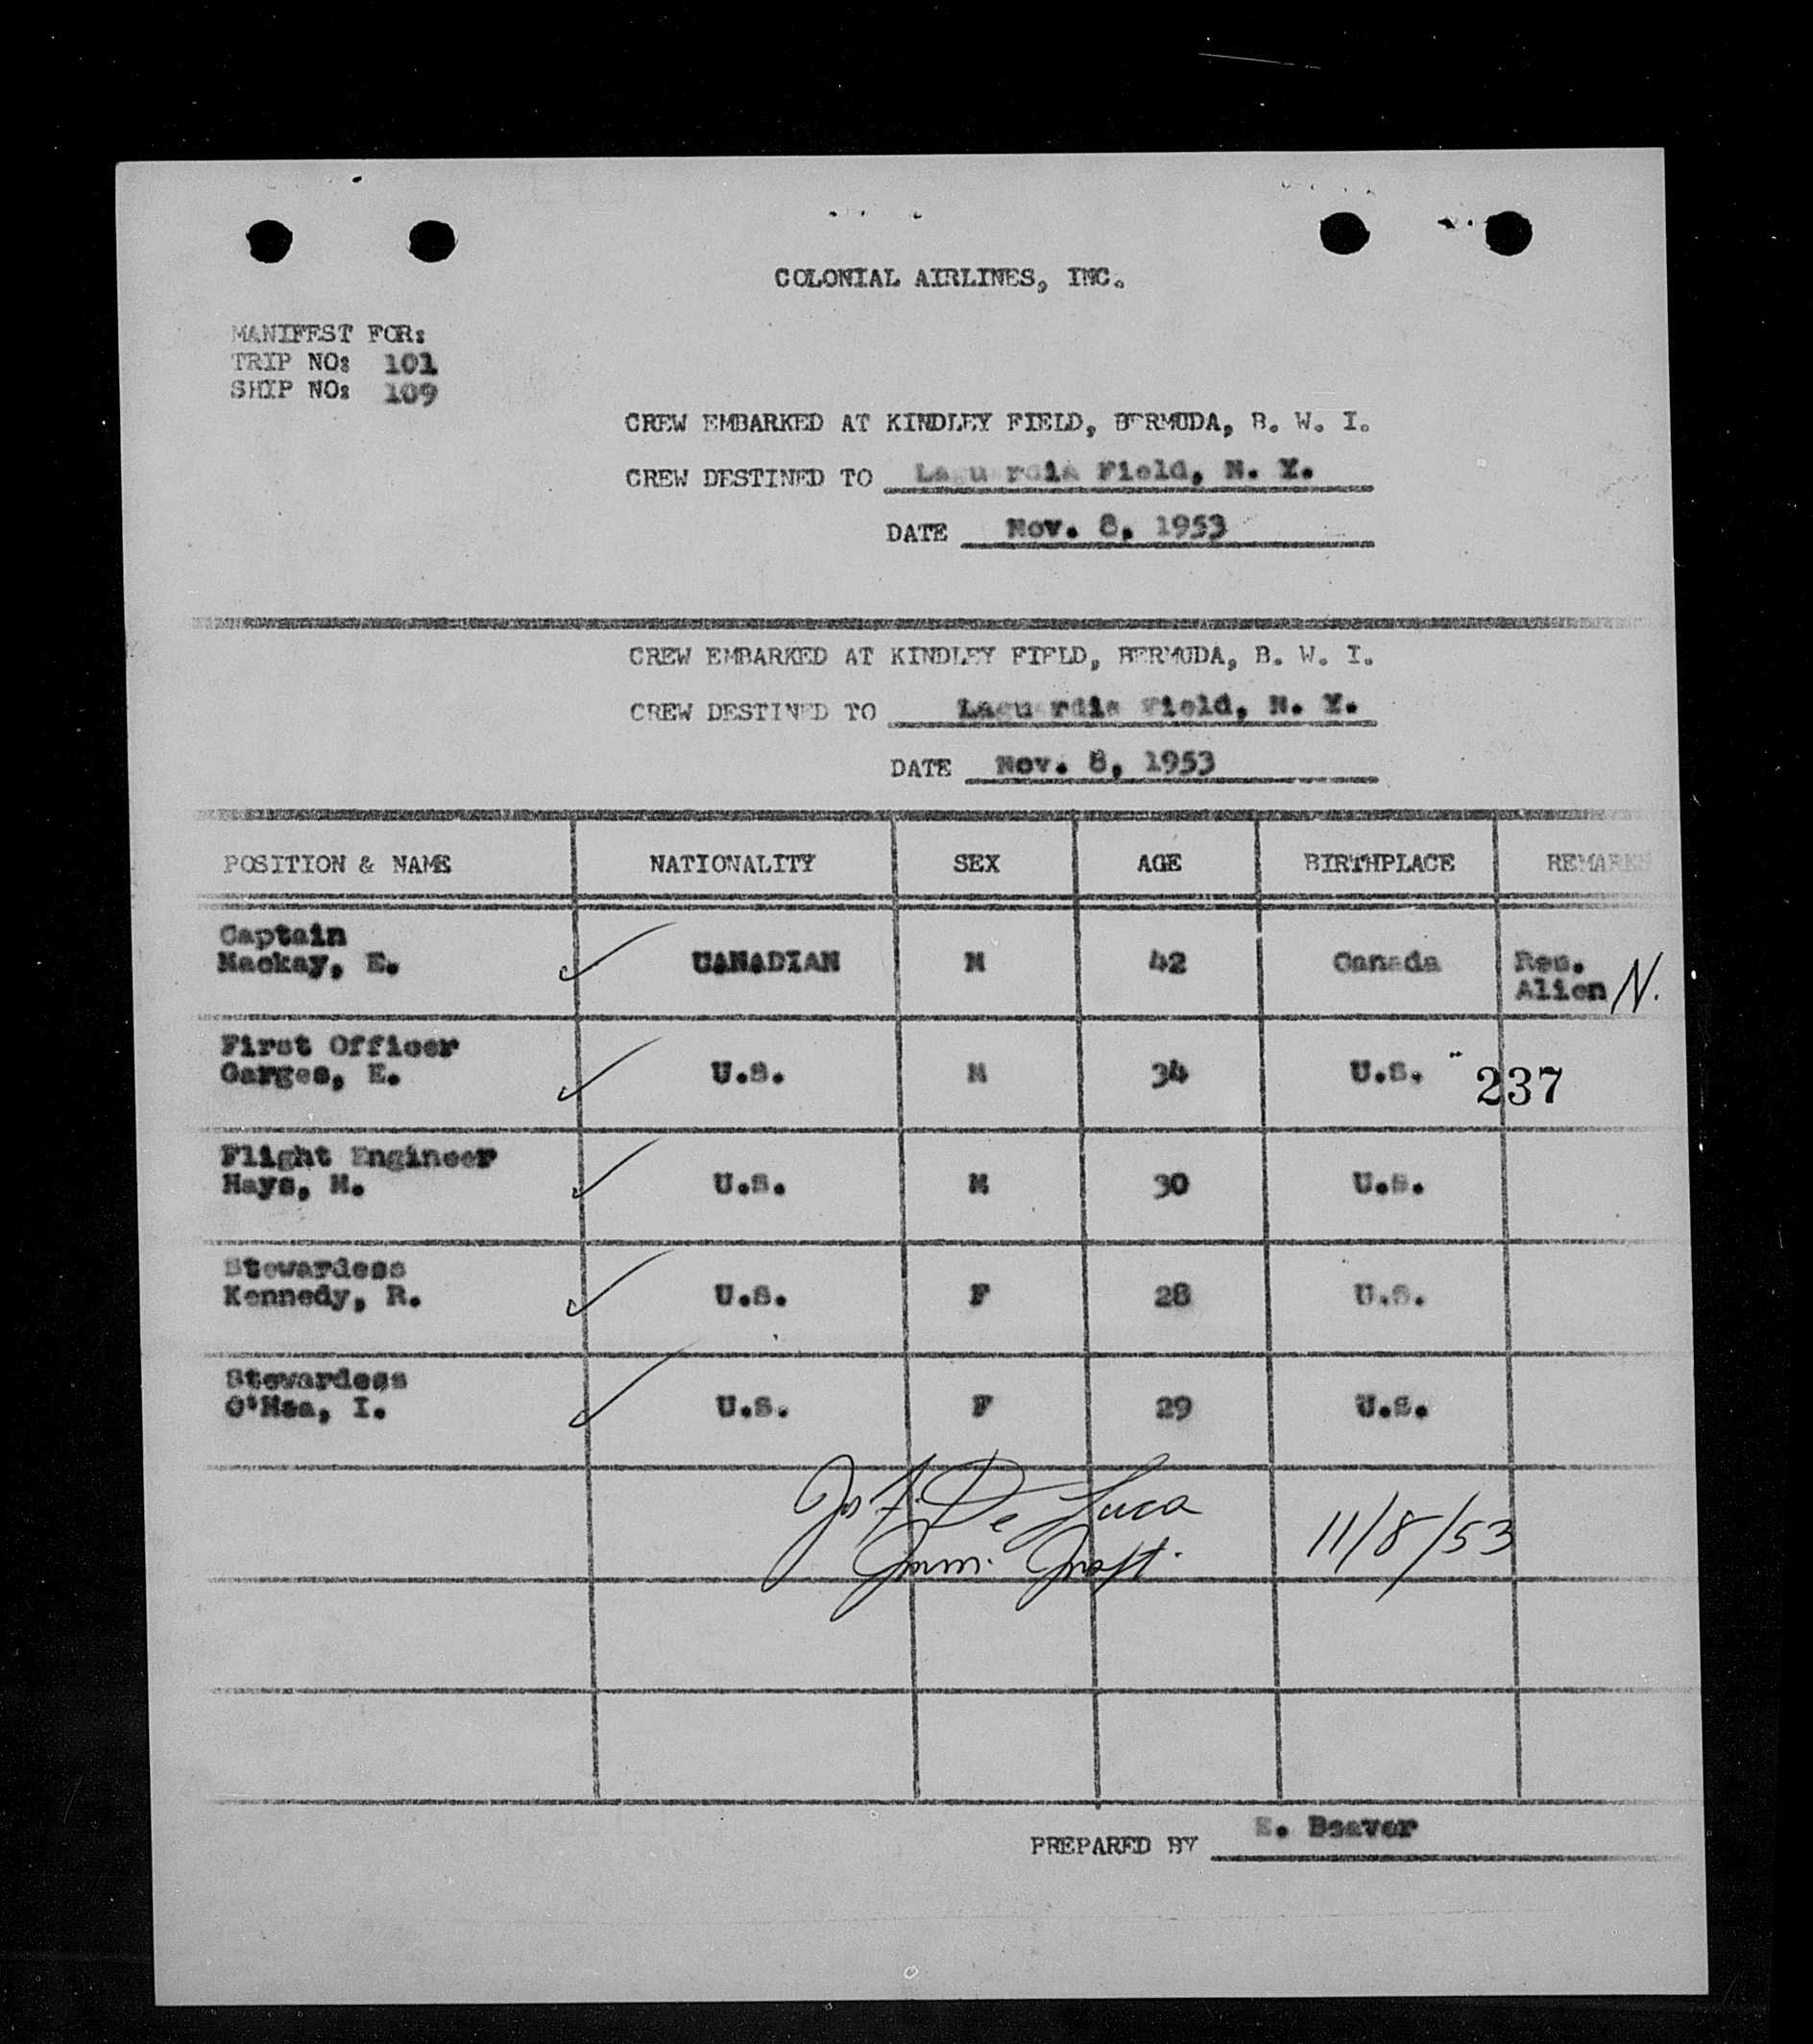 COLONIAL AIRLINES, INC.
MANIFEST FOR:
TRIP NO: 101
SHIP NO: 109
CREW EMBARKED AT KINDLEY FIELD, BERMUDA, B. W. I.
CREW DESTINED TO Laguardia Field, N. Y.
DATE Nov. 8, 1953
CREW EMBARKED AT KINDLEY FIELD, BERMUDA, B. W. I.
CREW DESTINED TO Laguardia Field, N. Y.
DATE Nov. 8, 1953
POSITION & NAME NATIONALITY SEX AGE BIRTHPLACE REMARKS
Captain
Mackay, E. CANADIAN M 42 Canada Res.
Alien N.
First Officer
Garges, E. U.S. M 34 U.S. 237
Flight Engineer
Hays, M. U.S. M 30 U.S.
Stewardess
Kennedy, R. U.S. F 28 U.S.
Stewardess
I. U.S. F 29 U.S.
Jos. F. De Luca 11/8/53
Imm. Inspt.
PREPARED BY E. Beaver